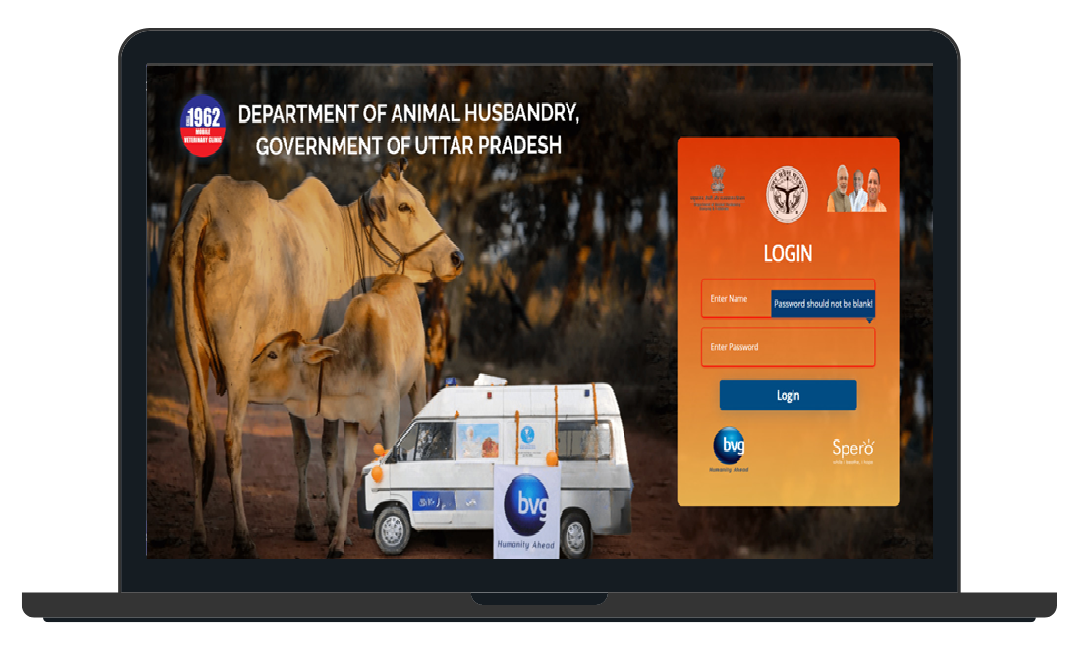 1962
MOBILE
VETERINARY CLINIC
DEPARTMENT OF ANIMAL HUSBANDRY,
GOVERNMENT OF UTTAR PRADESH
LOGIN
Enter Name
Password should not be blank!
Enter Password
Login
bvg
Humanity Ahead
Spero
bvg
Humanity Ahead